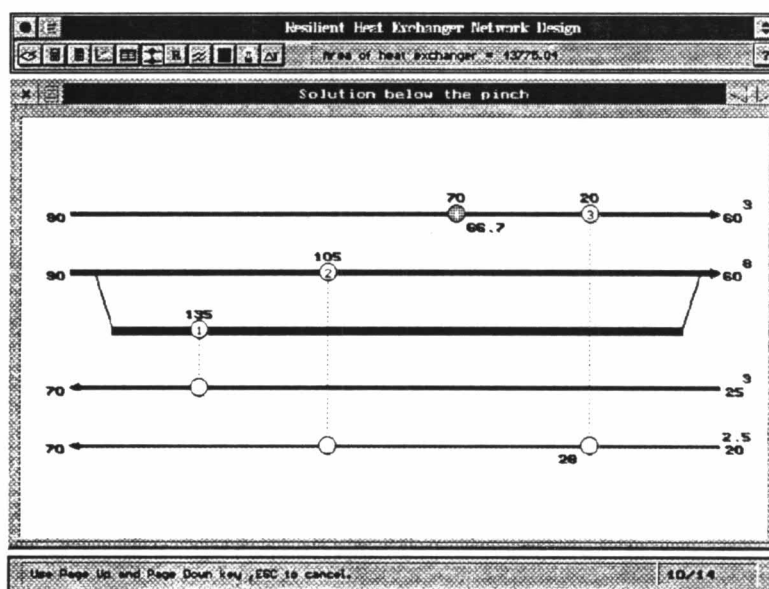 Resilient Heat Exchanger Network Design
Area of heat exchanger = 13775.04
Solution below the pinch
70 20 3
90 3 60
66.7
105 8
90 2 60
135
1
3
70 25
2.5
70 20
28
Use Page Up and Page Down key ,ESC to cancel. 10/14